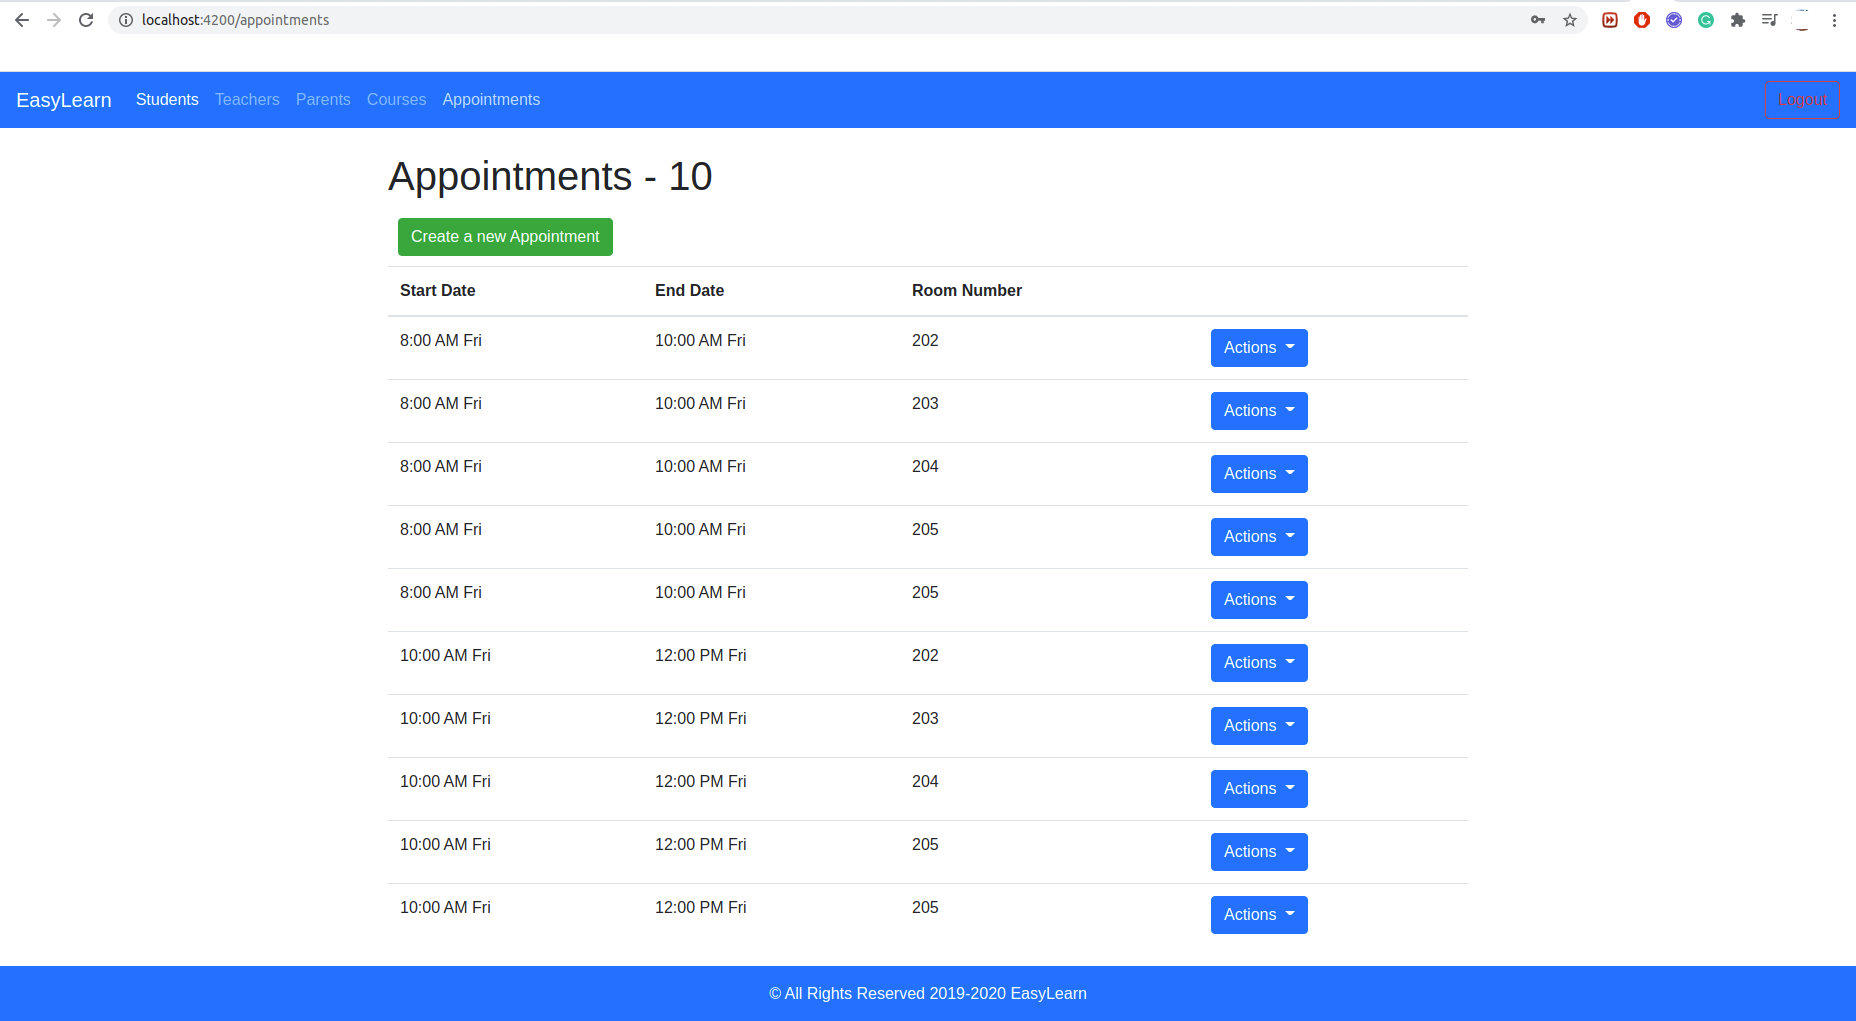 localhost:4200/appointments
EasyLearn Students Teachers Parents Courses Appointments Logout
Appointments - 10
Create a new Appointment
Start Date End Date Room Number
8:00 AM Fri 10:00 AM Fri 202 Actions
8:00 AM Fri 10:00 AM Fri 203 Actions
8:00 AM Fri 10:00 AM Fri 204 Actions
8:00 AM Fri 10:00 AM Fri 205 Actions
8:00 AM Fri 10:00 AM Fri 205 Actions
10:00 AM Fri 12:00 PM Fri 202 Actions
10:00 AM Fri 12:00 PM Fri 203 Actions
10:00 AM Fri 12:00 PM Fri 204 Actions
10:00 AM Fri 12:00 PM Fri 205 Actions
10:00 AM Fri 12:00 PM Fri 205 Actions
© All Rights Reserved 2019-2020 EasyLearn